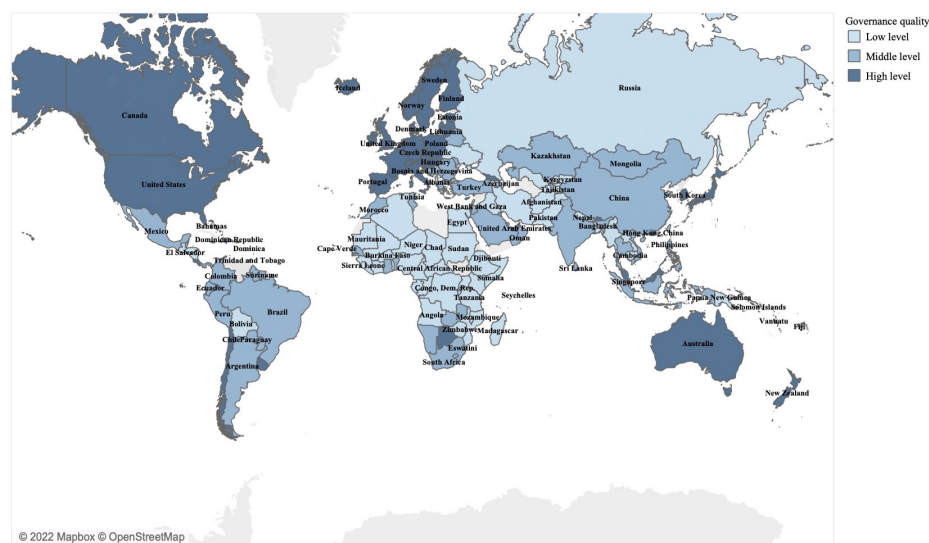 Governance quality
Low level
Middle level
High level
Iceland
Sweden
Finland
Norway
Russia
Canada
Estonia
Denmark
Lithuania
United Kingdom
Poland
Czech Republic
Hungary
Kazakhstan
Mongolia
Bosnia and Herzegovina
United States
Portugal
Albania
Turkey
Azerbaijan
Kyrgyzstan
Tajikistan
China
South Korea
Tunisia
Afghanistan
Morocco
West Bank and Gaza
Pakistan
Nepal
Bahamas
Mexico
Egypt
United Arab Emirates
Bangladesh
Hong Kong, China
Dominican Republic
Mauritania
Oman
Philippines
Cape Verde
Niger
Chad
Sudan
Dominica
El Salvador
Burkina Faso
Cambodia
Trinidad and Tobago
Djibouti
Sierra Leone
Central African Republic
Sri Lanka
Colombia
Suriname
Somalia
Singapore
Ecuador
Congo, Dem. Rep.
Tanzania
Seychelles
Papua New Guinea
Solomon Islands
Peru
Brazil
Angola
Mozambique
Vanuatu
Fiji
Bolivia
Zimbabwe
Madagascar
Chile
Paraguay
Eswatini
Australia
Argentina
South Africa
New Zealand
© 2022 Mapbox © OpenStreetMap